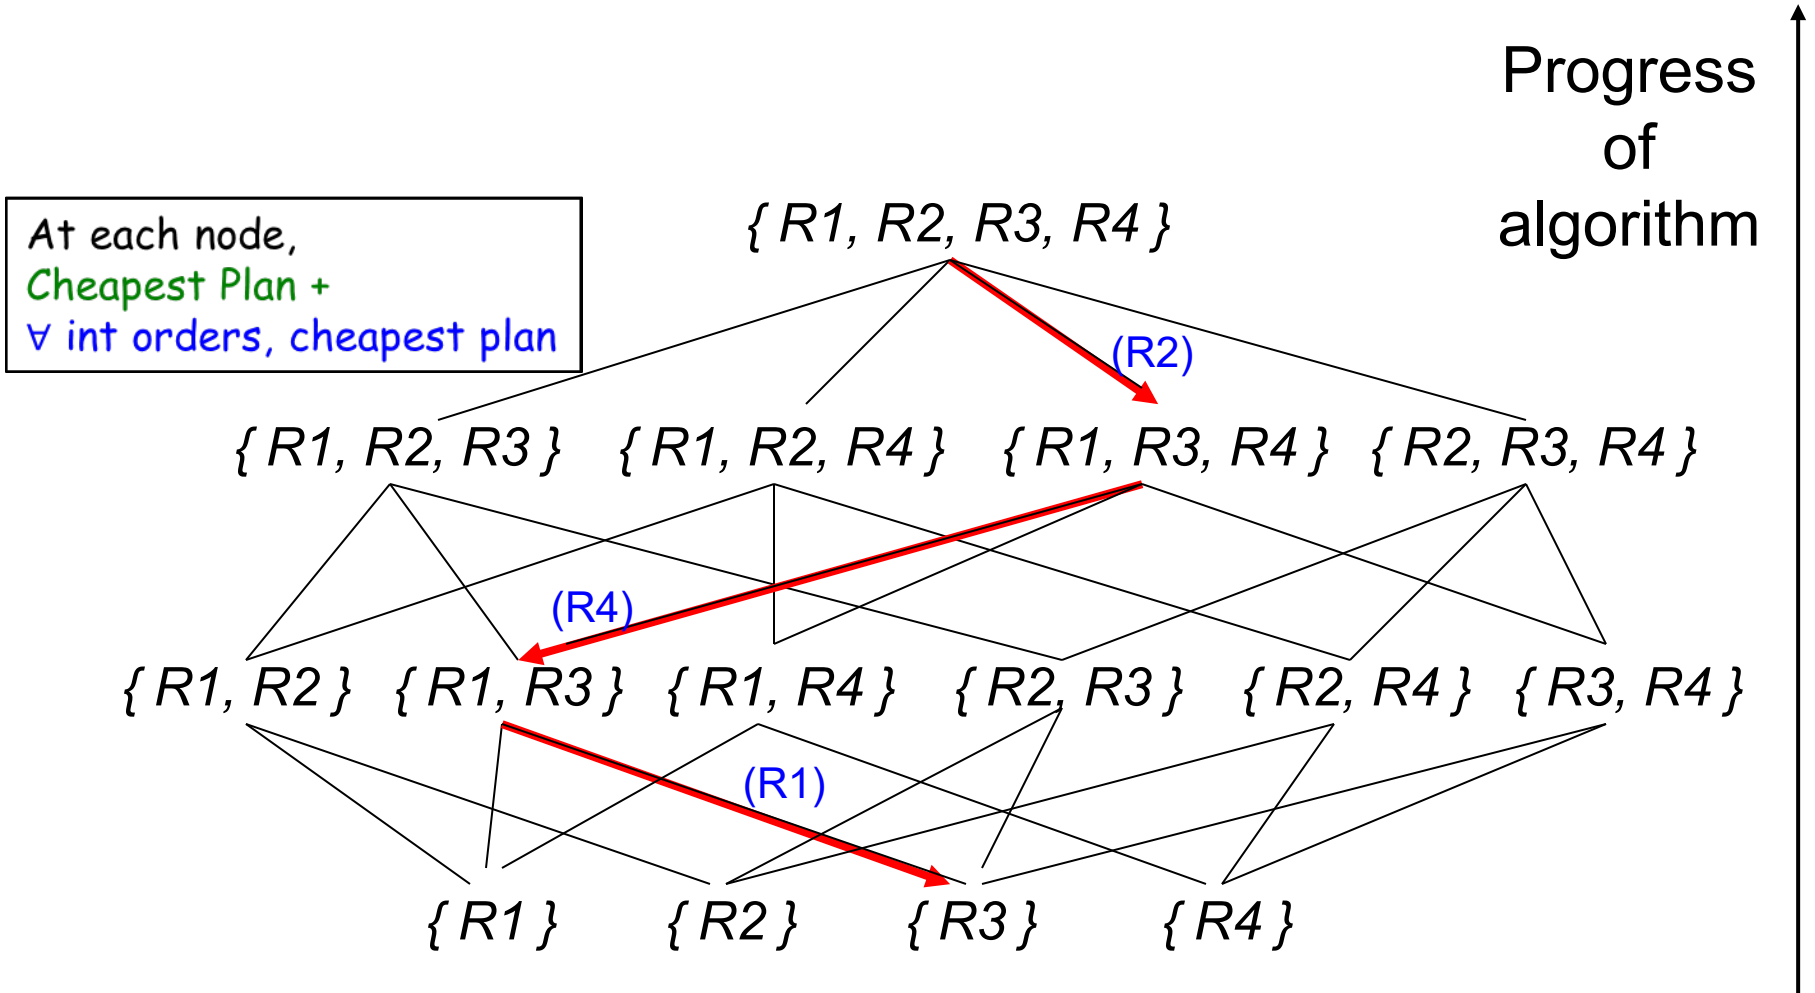 Progress
of
algorithm
At each node,
Cheapest Plan +
∀ int orders, cheapest plan
{ R1, R2, R3, R4 }
(R2)
{ R1, R2, R3 } { R1, R2, R4 } { R1, R3, R4 } { R2, R3, R4 }
(R4)
{ R1, R2 } { R1, R3 } { R1, R4 } { R2, R3 } { R2, R4 } { R3, R4 }
(R1)
{ R1 } { R2 } { R3 } { R4 }